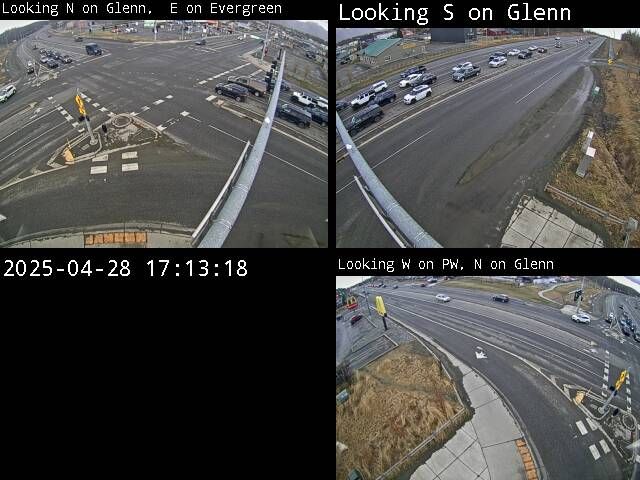 Looking N on Glenn, E on Evergreen
Looking S on Glenn
2025-04-28 17:13:18
Looking W on PW, N on Glenn